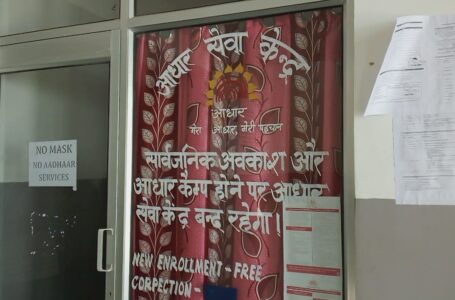 आधार सेवा केन्द्र
आधार
मेरा आधार, मेरी पहचान
सार्वजनिक अवकाश और
आधार कैम्प होने पर आधार
सेवा केंद्र बन्द रहेगा।
NEW ENROLLMENT - FREE
CORPECTION -
NO MASK
NO AADHAAR
SERVICES